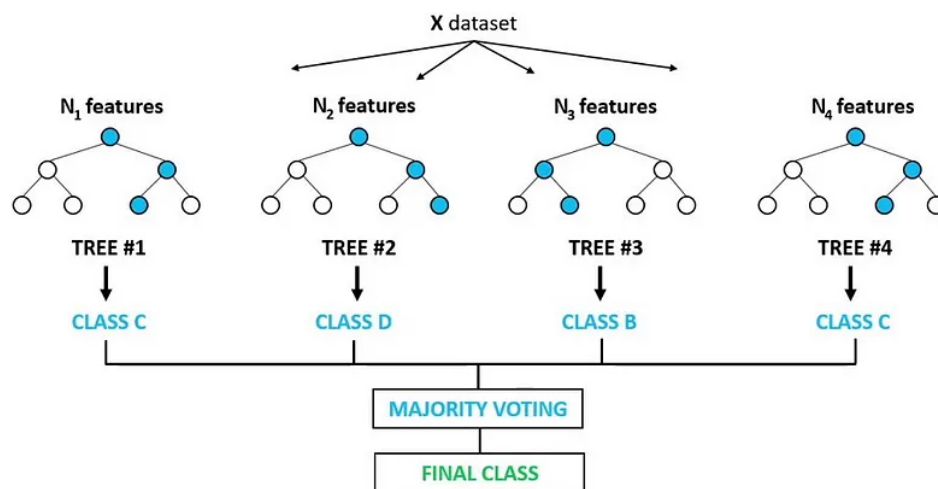 X dataset
N₁ features N₂ features N₃ features N₄ features
TREE #1 TREE #2 TREE #3 TREE #4
CLASS C CLASS D CLASS B CLASS C
MAJORITY VOTING
FINAL CLASS